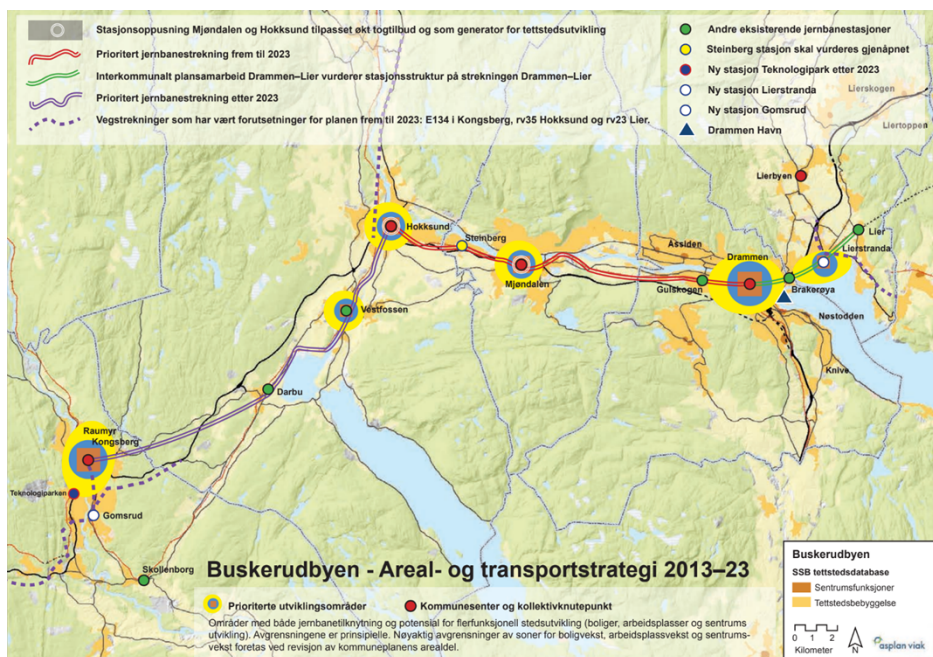 Stasjonsoppusning Mjøndalen og Hokksund tilpasset økt togtilbud og som generator for tettstedsutvikling
Prioritert jernbanestrekning frem til 2023
Interkommunalt plansamarbeid Drammen–Lier vurderer stasjonsstruktur på strekningen Drammen–Lier
Prioritert jernbanestrekning etter 2023
Vegstrekninger som har vært forutsetninger for planen frem til 2023: E134 i Kongsberg, rv35 Hokksund og rv23 Lier.
Andre eksisterende jernbanestasjoner
Steinberg stasjon skal vurderes gjenåpnet
Ny stasjon Teknologipark etter 2023
Ny stasjon Lierstranda
Ny stasjon Gomsrud
Drammen Havn
Lierskogen
Liertoppen
Lierbyen
Lier
Lierstranda
Hokksund
Steinberg
Mjøndalen
Åssiden
Drammen
Gulskogen
Brakerøya
Nøstodden
Knive
Vestfossen
Darbu
Raumyr
Kongsberg
Teknologiparken
Gomsrud
Skollenborg
Buskerudbyen - Areal- og transportstrategi 2013–23
Prioriterte utviklingsområder
Kommunesenter og kollektivknutepunkt
Områder med både jernbanetilknytning og potensial for flerfunksjonell stedsutvikling (boliger, arbeidsplasser og sentrums
utvikling). Avgrensningene er prinsipielle. Nøyaktig avgrensninger av soner for boligvekst, arbeidsplassvekst og sentrums-
vekst foretas ved revisjon av kommuneplanens arealdel.
Buskerudbyen
SSB tettstedsdatabase
Sentrumsfunksjoner
Tettstedsbebyggelse
0 1 2
Kilometer
N
asplan viak